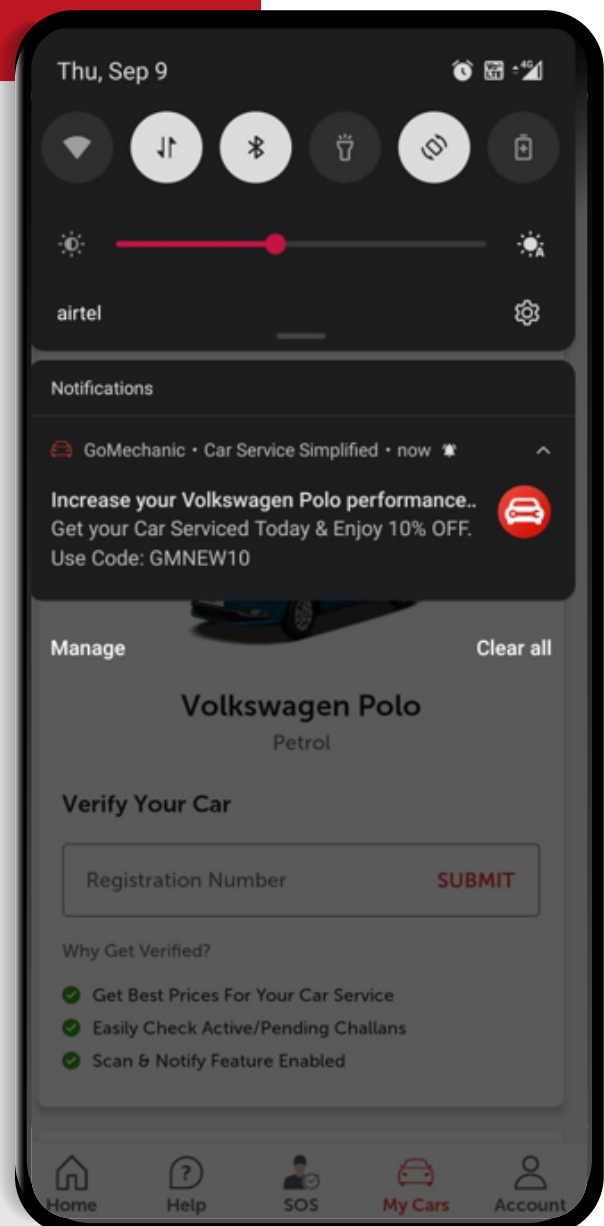 Thu, Sep 9
4G
airtel
Notifications
GoMechanic • Car Service Simplified • now
Increase your Volkswagen Polo performance..
Get your Car Serviced Today & Enjoy 10% OFF.
Use Code: GMNEW10
Manage Clear all
Volkswagen Polo
Petrol
Verify Your Car
Registration Number SUBMIT
Why Get Verified?
Get Best Prices For Your Car Service
Easily Check Active/Pending Challans
Scan & Notify Feature Enabled
Home Help SOS My Cars Account